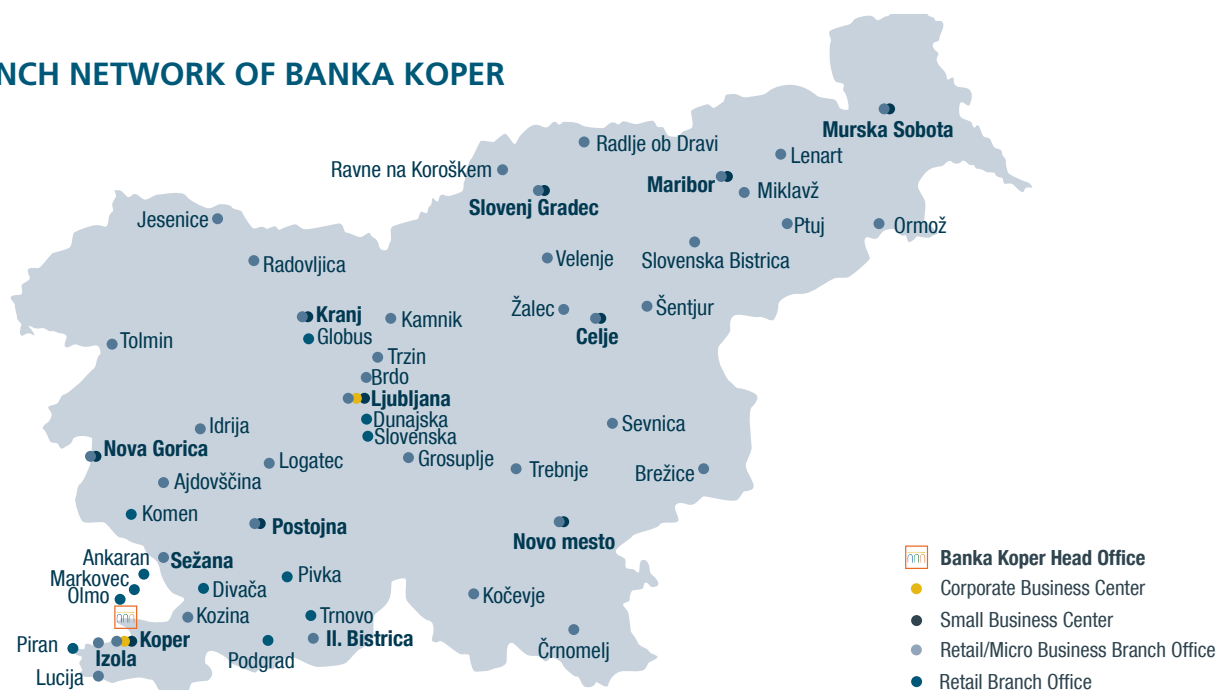 NCH NETWORK OF BANKA KOPER
Murska Sobota
Radlje ob Dravi
Lenart
Ravne na Koroškem
Maribor
Miklavž
Slovenj Gradec
Jesenice
Ptuj
Ormož
Radovljica
Velenje
Slovenska Bistrica
Kranj
Kamnik
Žalec
Šentjur
Globus
Celje
Tolmin
Trzin
Brdo
Ljubljana
Dunajska
Slovenska
Idrija
Sevnica
Nova Gorica
Logatec
Grosuplje
Trebnje
Brežice
Ajdovščina
Komen
Postojna
Novo mesto
Ankaran
Sežana
Markovec
Olmo
Divača
Pivka
Kočevje
Kozina
Trnovo
Piran
Koper
Il. Bistrica
Izola
Podgrad
Črnomelj
Lucija
Banka Koper Head Office
Corporate Business Center
Small Business Center
Retail/Micro Business Branch Office
Retail Branch Office